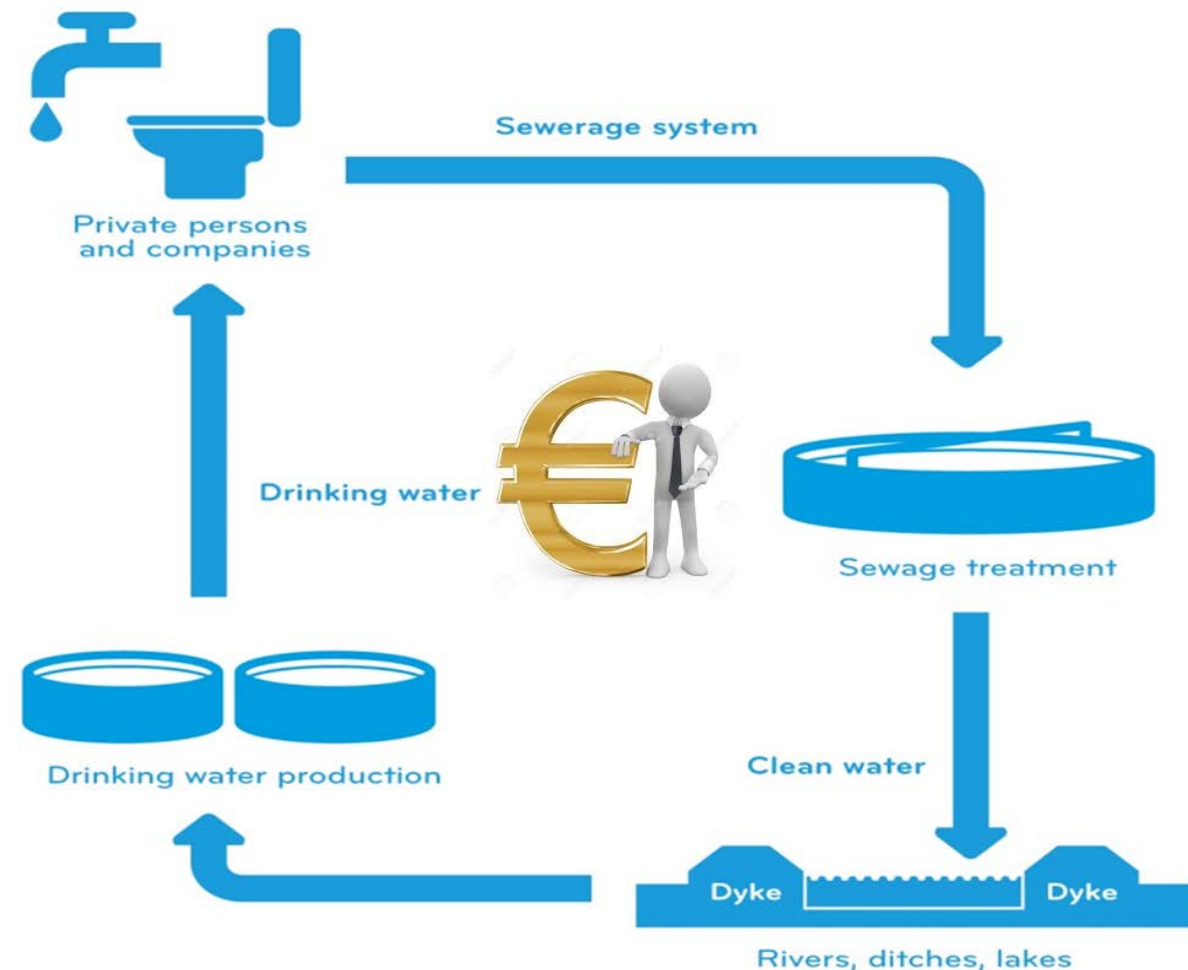 Sewerage system
Private persons
and companies
Drinking water
Sewage treatment
Drinking water production
Clean water
Dyke
Dyke
Rivers, ditches, lakes